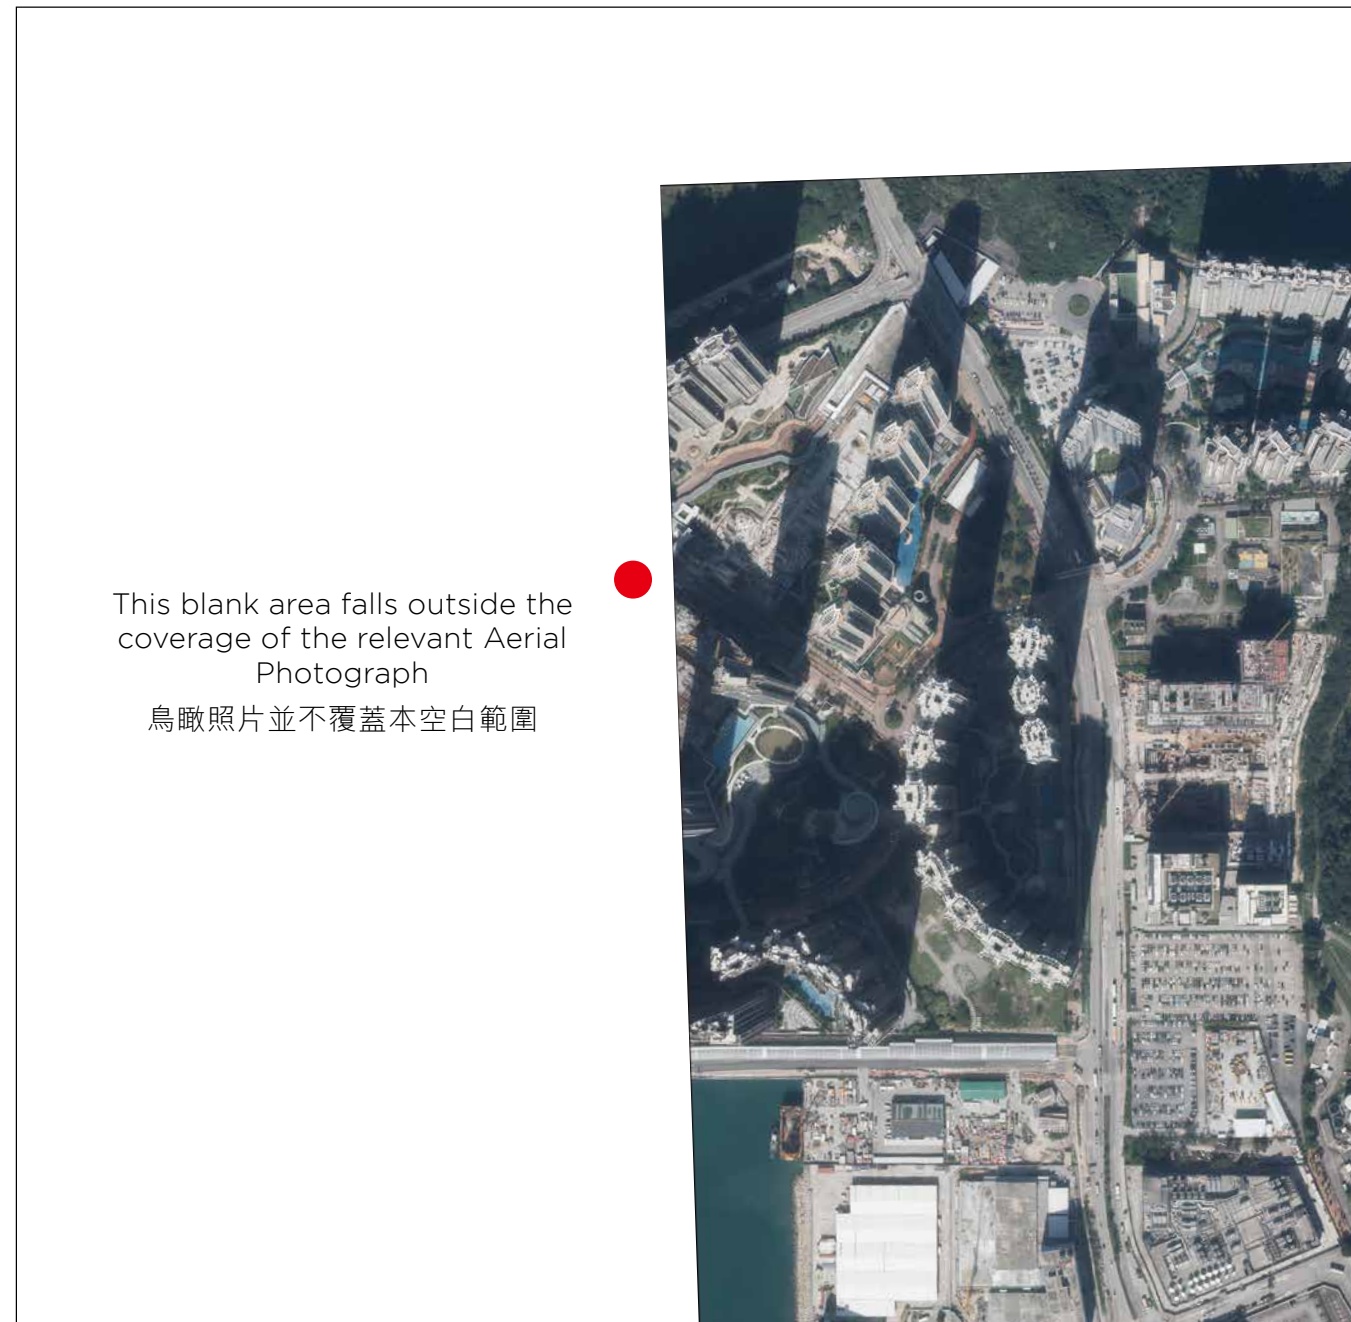 This blank area falls outside the
coverage of the relevant Aerial
Photograph
鳥瞰照片並不覆蓋本空白範圍